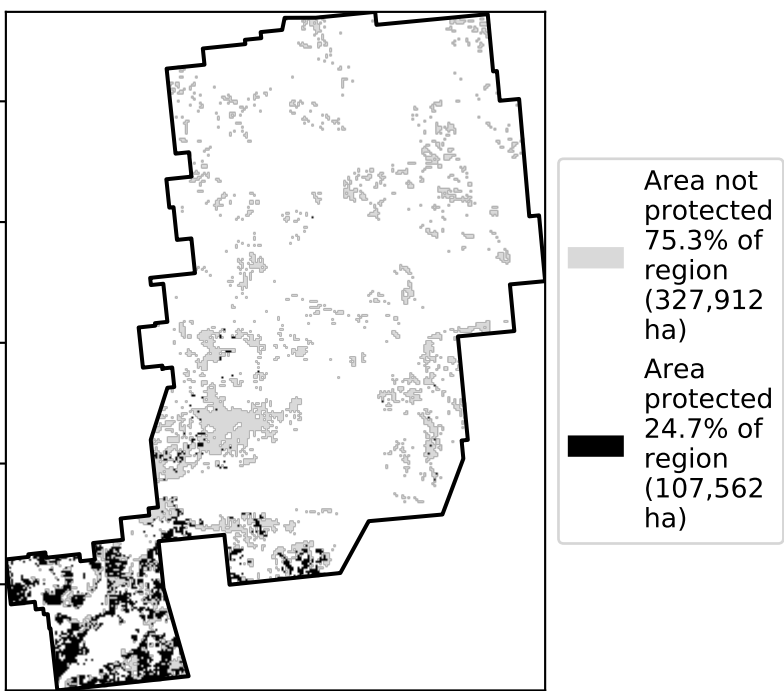 Area not
protected
75.3% of
region
(327,912
ha)
Area
protected
24.7% of
region
(107,562
ha)